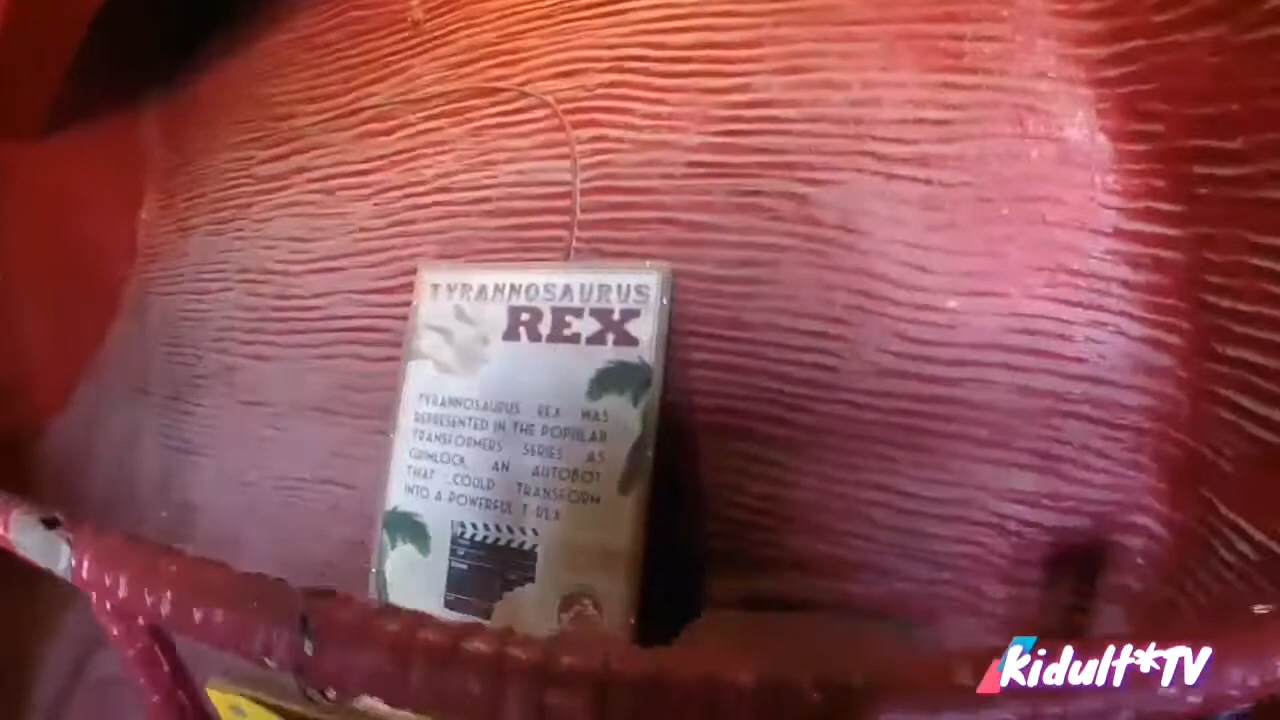 TYRANNOSAURUS
REX
TYRANNOSAURUS REX WAS
REPRESENTED IN THE POPULAR
TRANSFORMERS SERIES AS
GRIMLOCK, AN AUTOBOT
THAT COULD TRANSFORM
INTO A POWERFUL T-REX
Kidult*TV